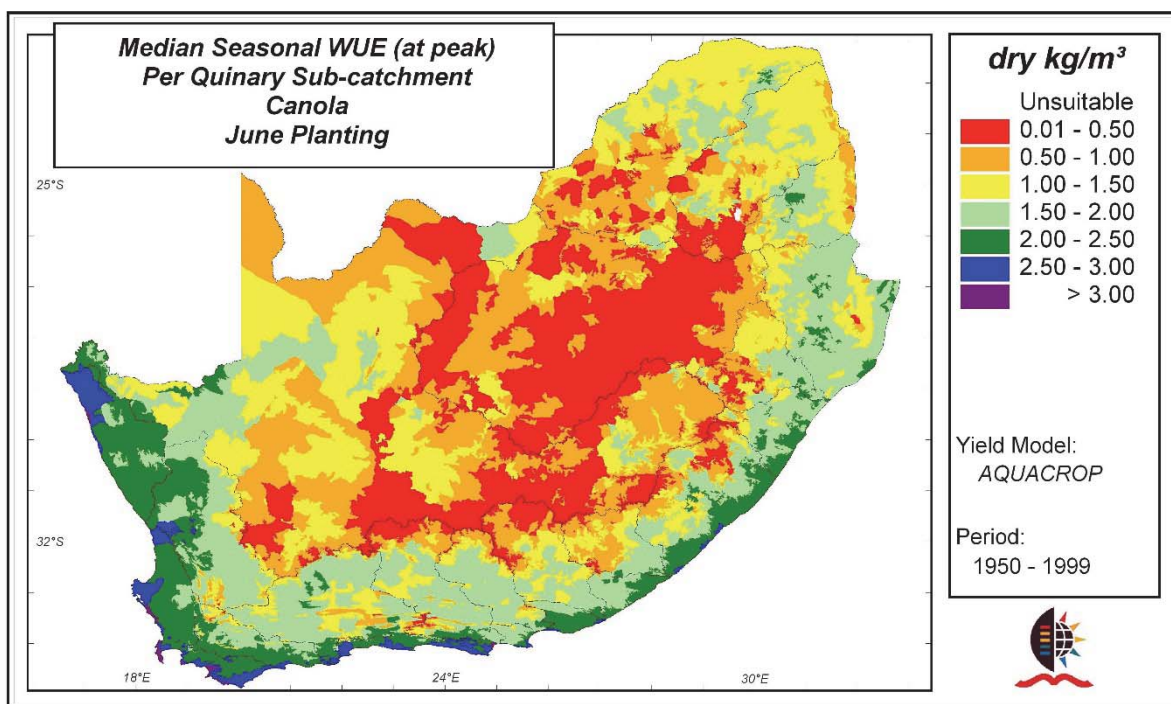 Median Seasonal WUE (at peak)
Per Quinary Sub-catchment
Canola
June Planting
dry kg/m³
Unsuitable
0.01 - 0.50
0.50 - 1.00
1.00 - 1.50
1.50 - 2.00
2.00 - 2.50
2.50 - 3.00
> 3.00
25°S
32°S
18°E
24°E
30°E
Yield Model:
AQUACROP
Period:
1950 - 1999